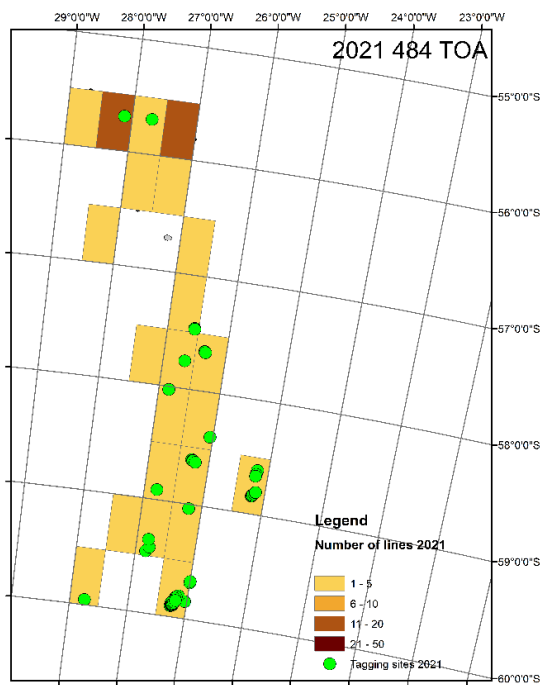 29°0'0"W 28°0'0"W 27°0'0"W 26°0'0"W 25°0'0"W 24°0'0"W 23°0'0"W
2021 484 TOA
55°0'0"S
56°0'0"S
57°0'0"S
58°0'0"S
Legend
Number of lines 2021
59°0'0"S
1 - 5
6 - 10
11 - 20
21 - 50
Tagging sites 2021
60°0'0"S